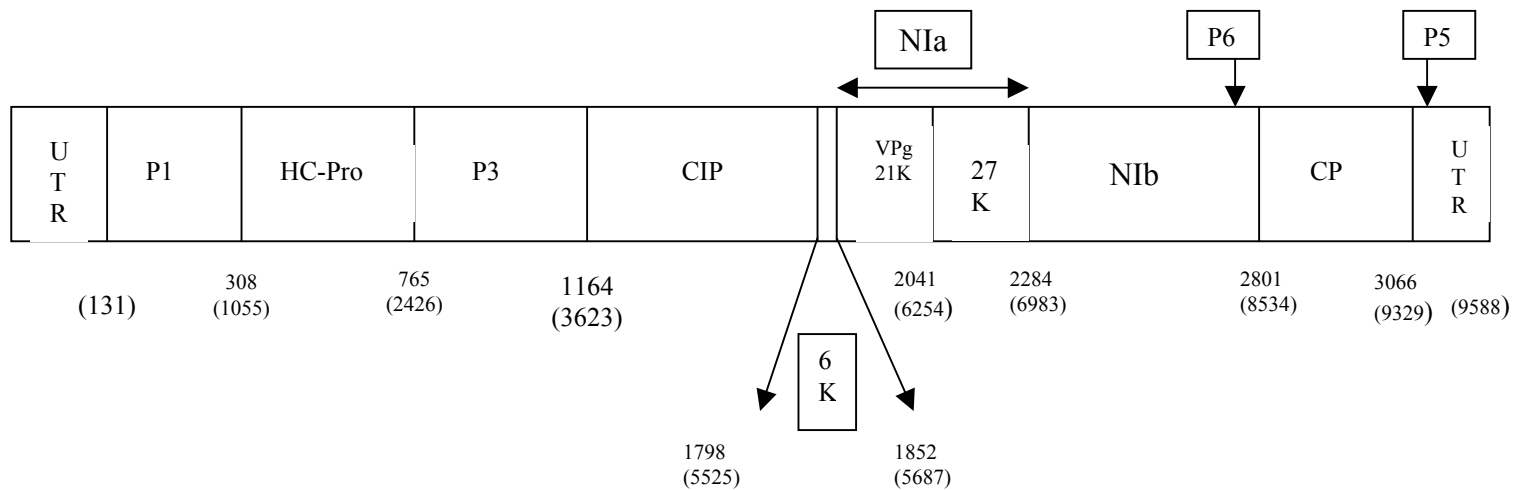 NIa
P6
P5
U
T
R
P1
HC-Pro
P3
CIP
VPg
21K
27
K
NIb
CP
U
T
R
(131)
308
(1055)
765
(2426)
1164
(3623)
2041
(6254)
2284
(6983)
2801
(8534)
3066
(9329)
(9588)
6
K
1798
(5525)
1852
(5687)